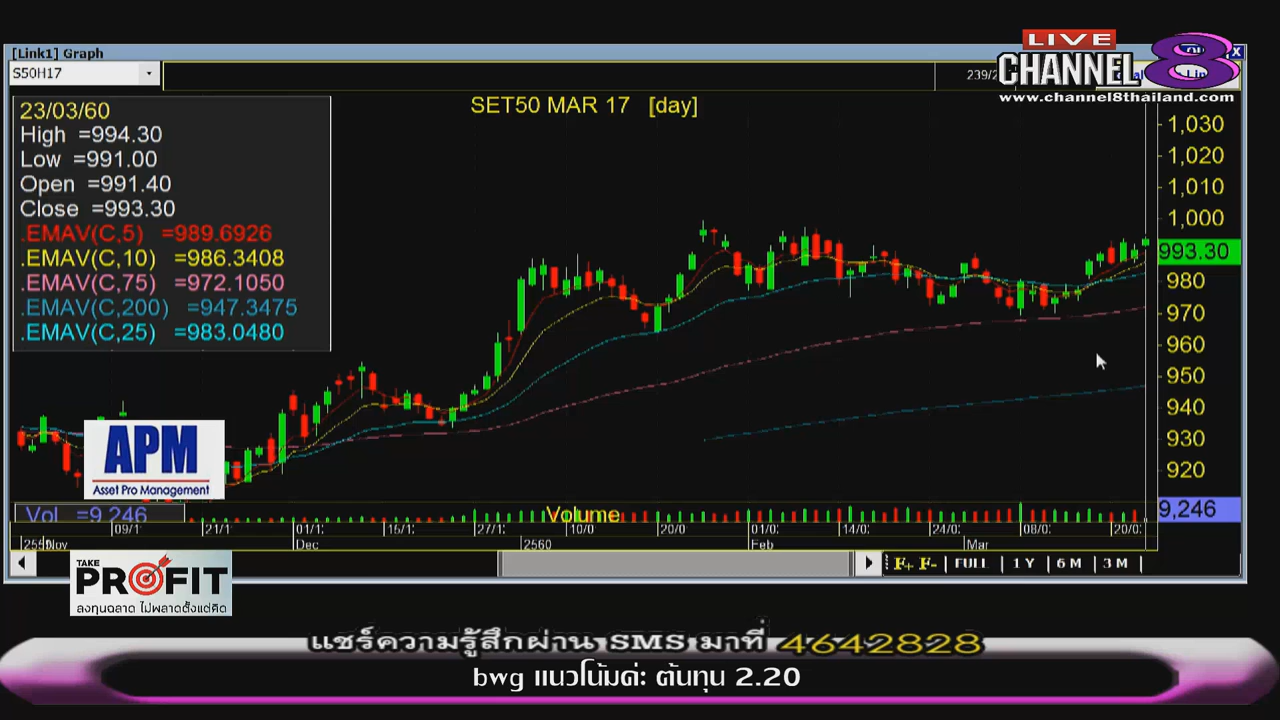 [Link1] Graph
LIVE
CHANNEL 8
www.channel8thailand.com
S50H17
SET50 MAR 17 [day]
23/03/60
High =994.30
Low =991.00
Open =991.40
Close =993.30
.EMAV(C,5) =989.6926
.EMAV(C,10) =986.3408
.EMAV(C,75) =972.1050
.EMAV(C,200) =947.3475
.EMAV(C,25) =983.0480
1,030
1,020
1,010
1,000
993.30
980
970
960
950
940
930
920
APM
Asset Pro Management
Vol. =9,246
Volume
9,246
09/1 21/1 01/1 15/1 27/1 10/0 20/0 01/0 14/0 24/0 08/0 20/0
Nov Dec 2560 Feb Mar
F+ F- FULL 1 Y 6 M 3 M
TAKE
PROFIT
ลงทุนฉลาด ไม่พลาดตั้งแต่คิด
แชร์ความรู้สึกผ่าน SMS มาที่ 4642828
bwg แนวโน้มค่ะ ต้นทุน 2.20